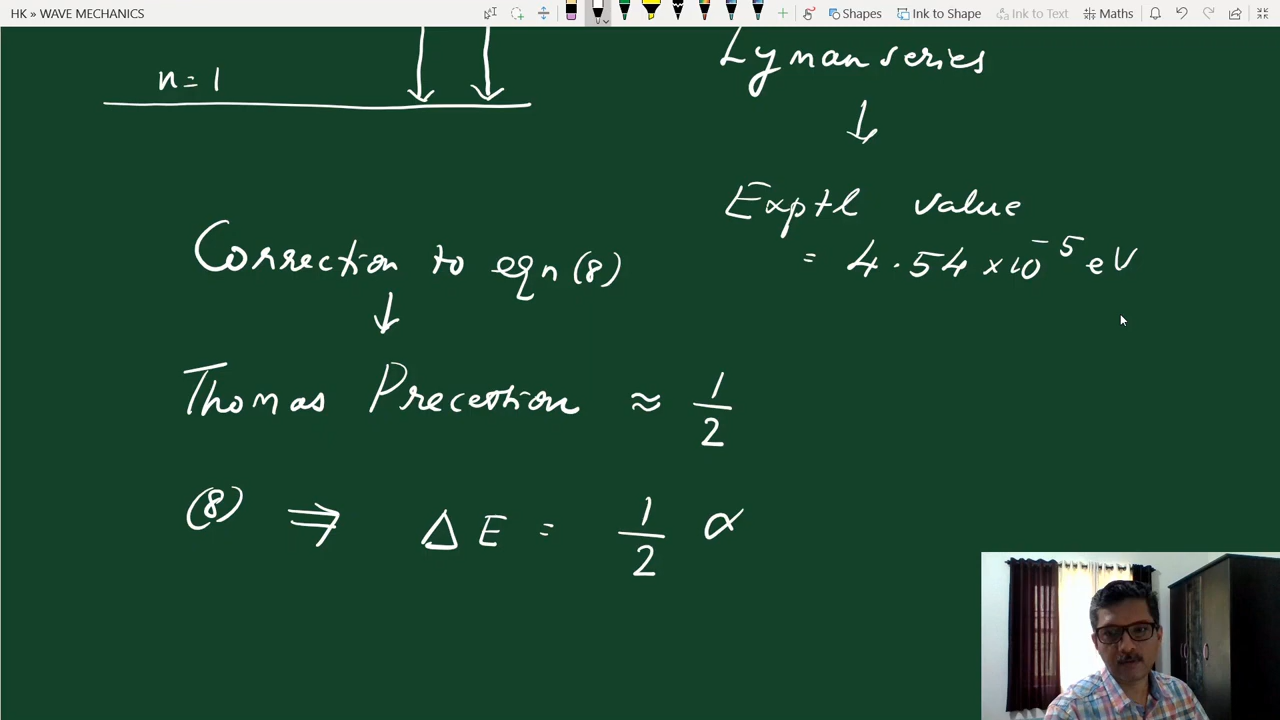 HK » WAVE MECHANICS
Shapes
Ink to Shape
Ink to Text
Maths
n = 1
Lyman series
↓
Exptl value
= 4.54 × 10⁻⁵ eV
Correction to eqn (8)
↓
Thomas Precession ≈ 1/2
(8) ⇒ ΔE = 1/2 α